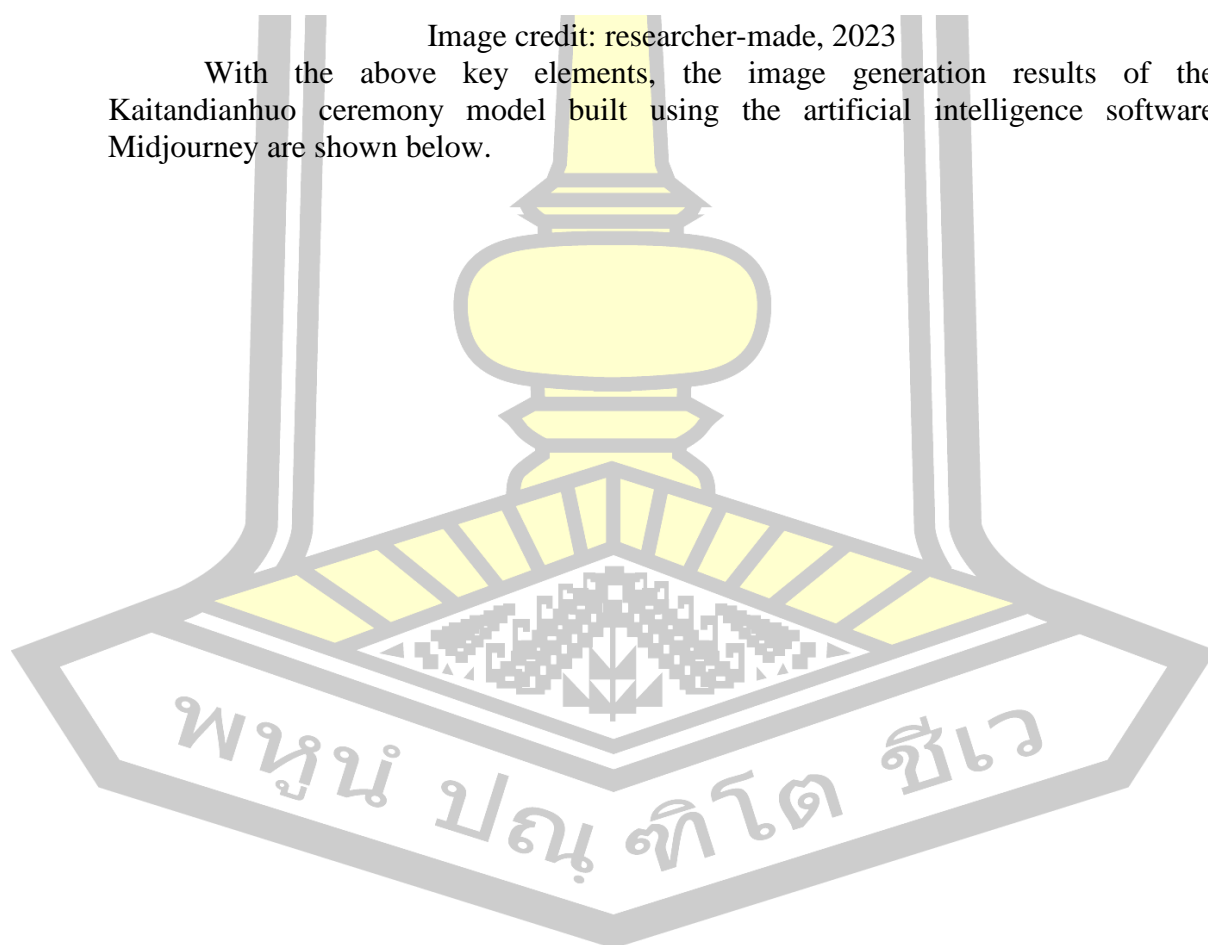 Image credit: researcher-made, 2023
With the above key elements, the image generation results of the
Kaitandianhuo ceremony model built using the artificial intelligence software
Midjourney are shown below.
พหูนํ ปณฺฑิโต ชีเว